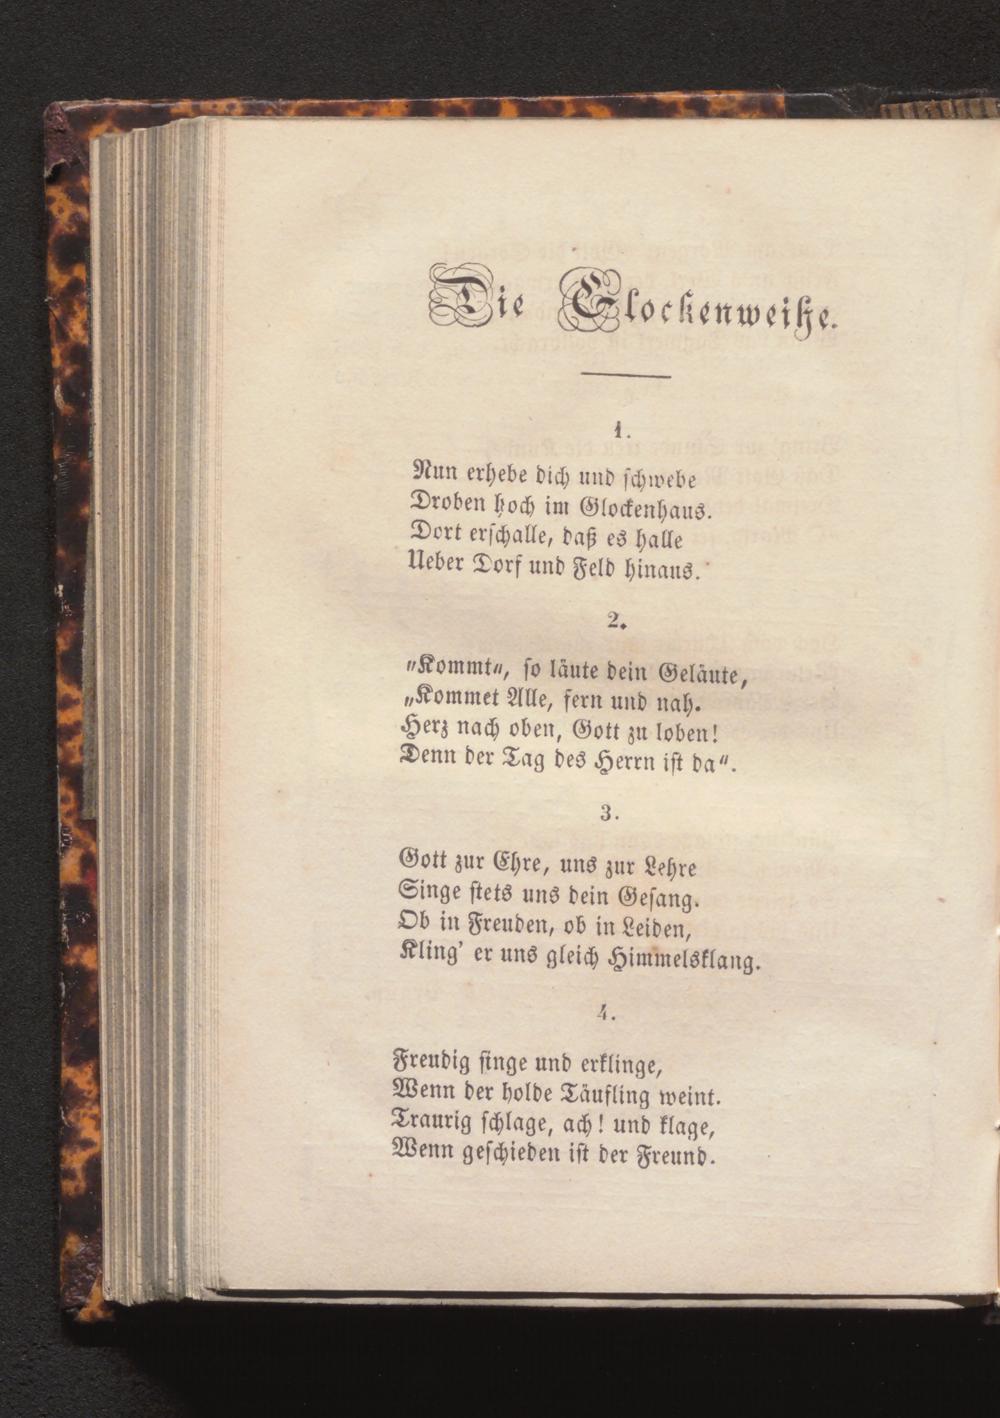 Die Glockenweihe.
1.
Nun erhebe dich und schwebe
Droben hoch im Glockenhaus.
Dort erschalle, daß es halle
Ueber Dorf und Feld hinaus.
2.
„Kommt„, so läute dein Geläute,
„Kommet Alle, fern und nah.
Herz nach oben, Gott zu loben!
Denn der Tag des Herrn ist da“.
3.
Gott zur Ehre, uns zur Lehre
Singe stets uns dein Gesang.
Ob in Freuden, ob in Leiden,
Kling’ er uns gleich Himmelsklang.
4.
Freudig singe und erklinge,
Wenn der holde Täufling weint.
Traurig schlage, ach! und klage,
Wenn geschieden ist der Freund.